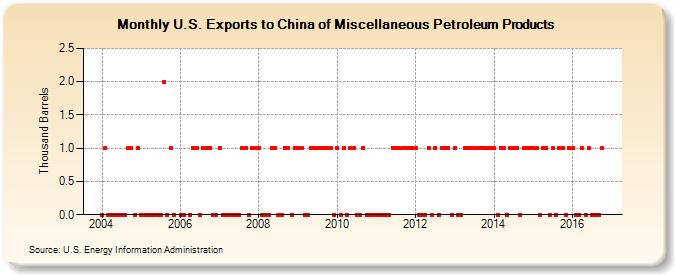 Monthly U.S. Exports to China of Miscellaneous Petroleum Products
Thousand Barrels
2.5
2.0
1.5
1.0
0.5
0.0
2004 2006 2008 2010 2012 2014 2016
Source: U.S. Energy Information Administration